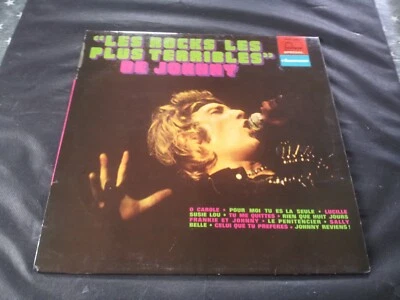 «LES ROCKS LES
PLUS TERRIBLES»
DE JOHNNY
O CAROLE • POUR MOI TU ES LA SEULE • LUCILLE
SUSIE LOU • TU ME QUITTES • RIEN QUE HUIT JOURS
FRANKIE ET JOHNNY • LE PENITENCIER • SALLY
BELLE • CELUI QUE TU PREFERES • JOHNNY REVIENS !